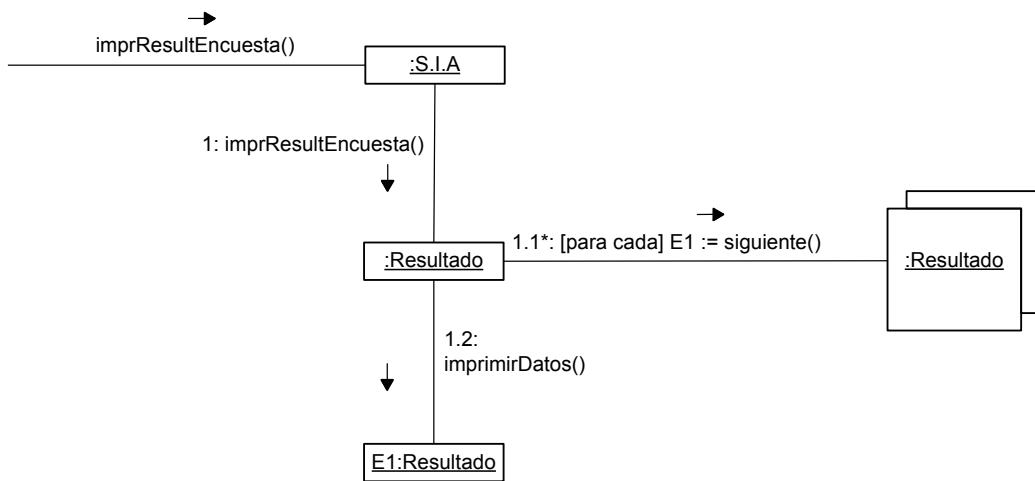 imprResultEncuesta()
:S.I.A
1: imprResultEncuesta()
:Resultado
1.1*: [para cada] E1 := siguiente()
:Resultado
1.2:
imprimirDatos()
E1:Resultado